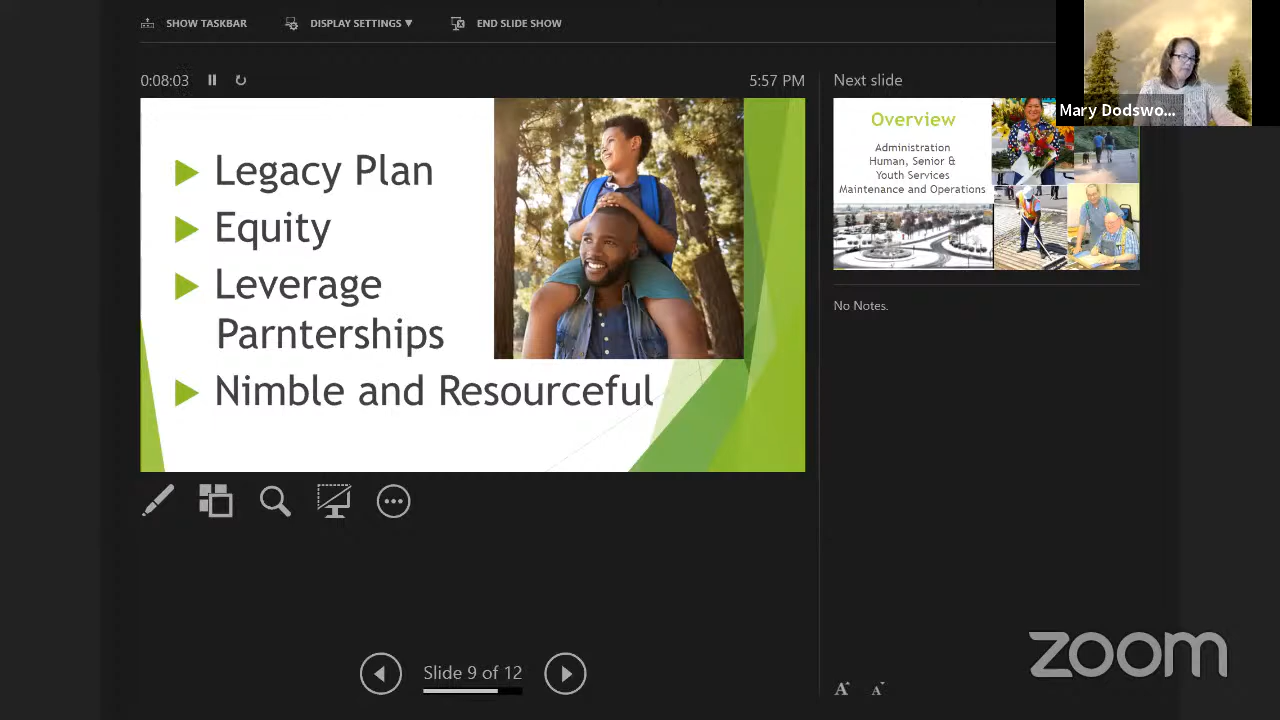 SHOW TASKBAR
DISPLAY SETTINGS ▼
END SLIDE SHOW
0:08:03
5:57 PM
Next slide
Mary Dodswo...
Legacy Plan
Equity
Leverage
Parnterships
Nimble and Resourceful
Overview
Administration
Human, Senior &
Youth Services
Maintenance and Operations
No Notes.
Slide 9 of 12
A A
zoom